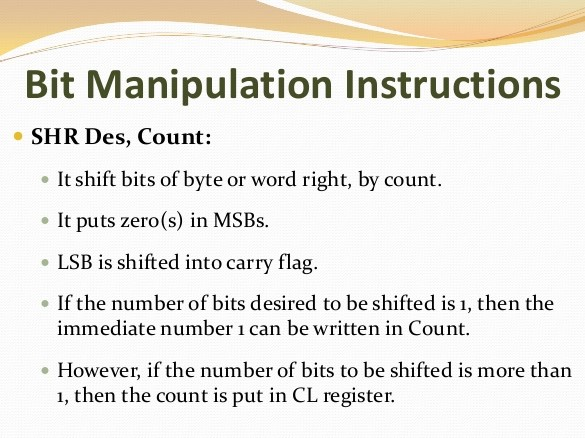 Bit Manipulation Instructions
• SHR Des, Count:
• It shift bits of byte or word right, by count.
• It puts zero(s) in MSBs.
• LSB is shifted into carry flag.
• If the number of bits desired to be shifted is 1, then the
immediate number 1 can be written in Count.
• However, if the number of bits to be shifted is more than
1, then the count is put in CL register.